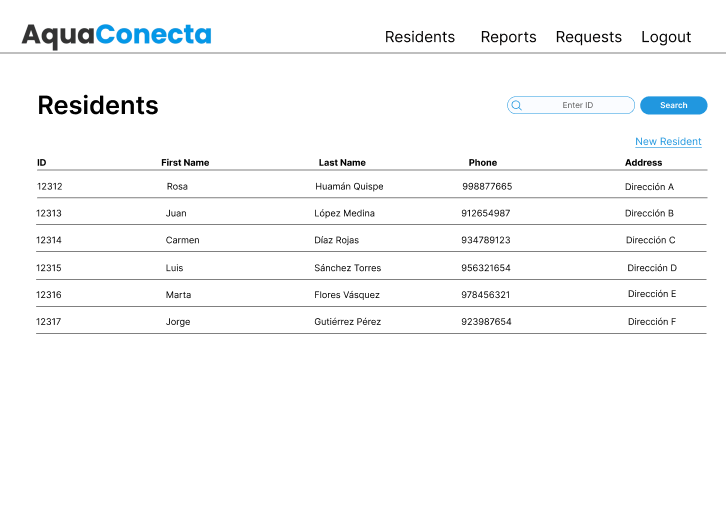 AquaConecta Residents Reports Requests Logout
Residents
Enter ID Search
New Resident
ID First Name Last Name Phone Address
12312 Rosa Huamán Quispe 998877665 Dirección A
12313 Juan López Medina 912654987 Dirección B
12314 Carmen Díaz Rojas 934789123 Dirección C
12315 Luis Sánchez Torres 956321654 Dirección D
12316 Marta Flores Vásquez 978456321 Dirección E
12317 Jorge Gutiérrez Pérez 923987654 Dirección F